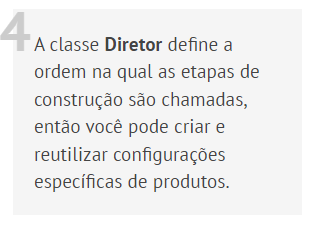 4
A classe Diretor define a
ordem na qual as etapas de
construção são chamadas,
então você pode criar e
reutilizar configurações
específicas de produtos.